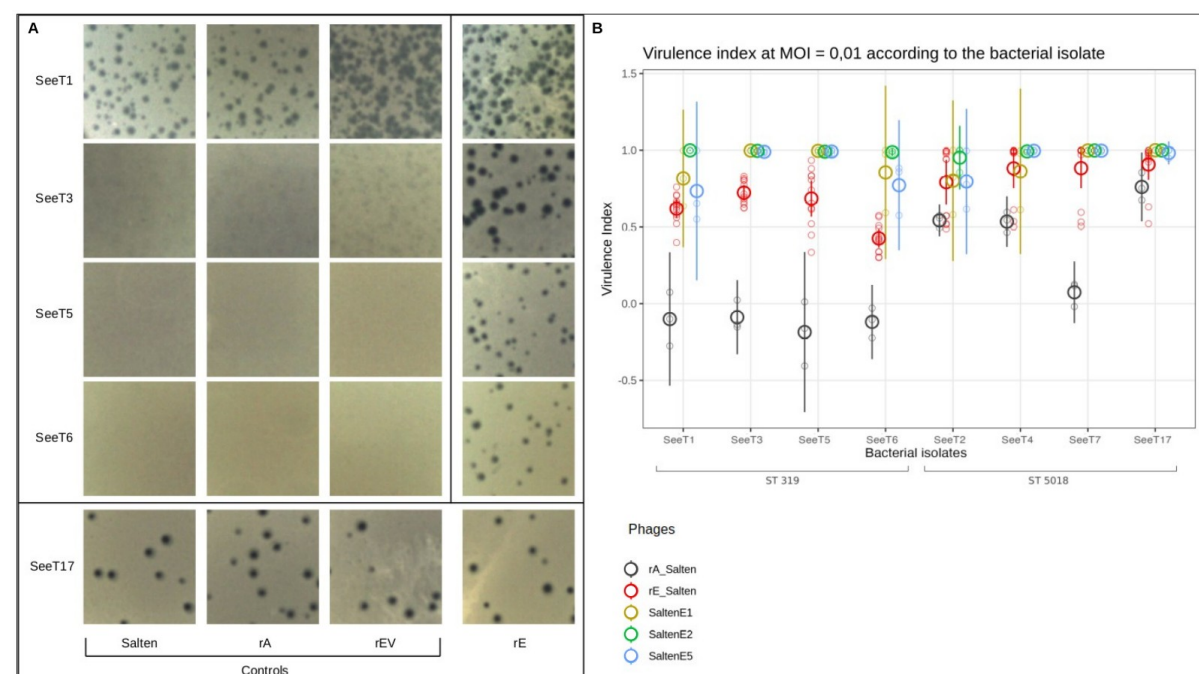 A
SeeT1
SeeT3
SeeT5
SeeT6
SeeT17
Salten rA rEV rE
Controls
B
Virulence index at MOI = 0,01 according to the bacterial isolate
Virulence Index
1.5
1.0
0.5
0.0
-0.5
SeeT1 SeeT3 SeeT5 SeeT6 SeeT2 SeeT4 SeeT7 SeeT17
Bacterial isolates
ST 319 ST 5018
Phages
rA_Salten
rE_Salten
SaltenE1
SaltenE2
SaltenE5